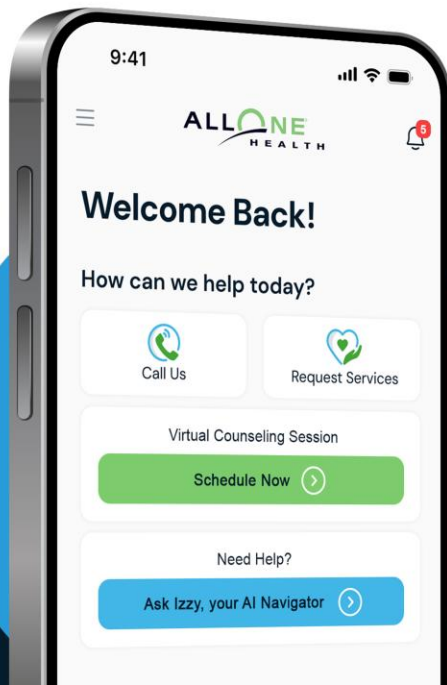 9:41
5
ALLONE
HEALTH
Welcome Back!
How can we help today?
Call Us
Request Services
Virtual Counseling Session
Schedule Now
Need Help?
Ask Izzy, your AI Navigator